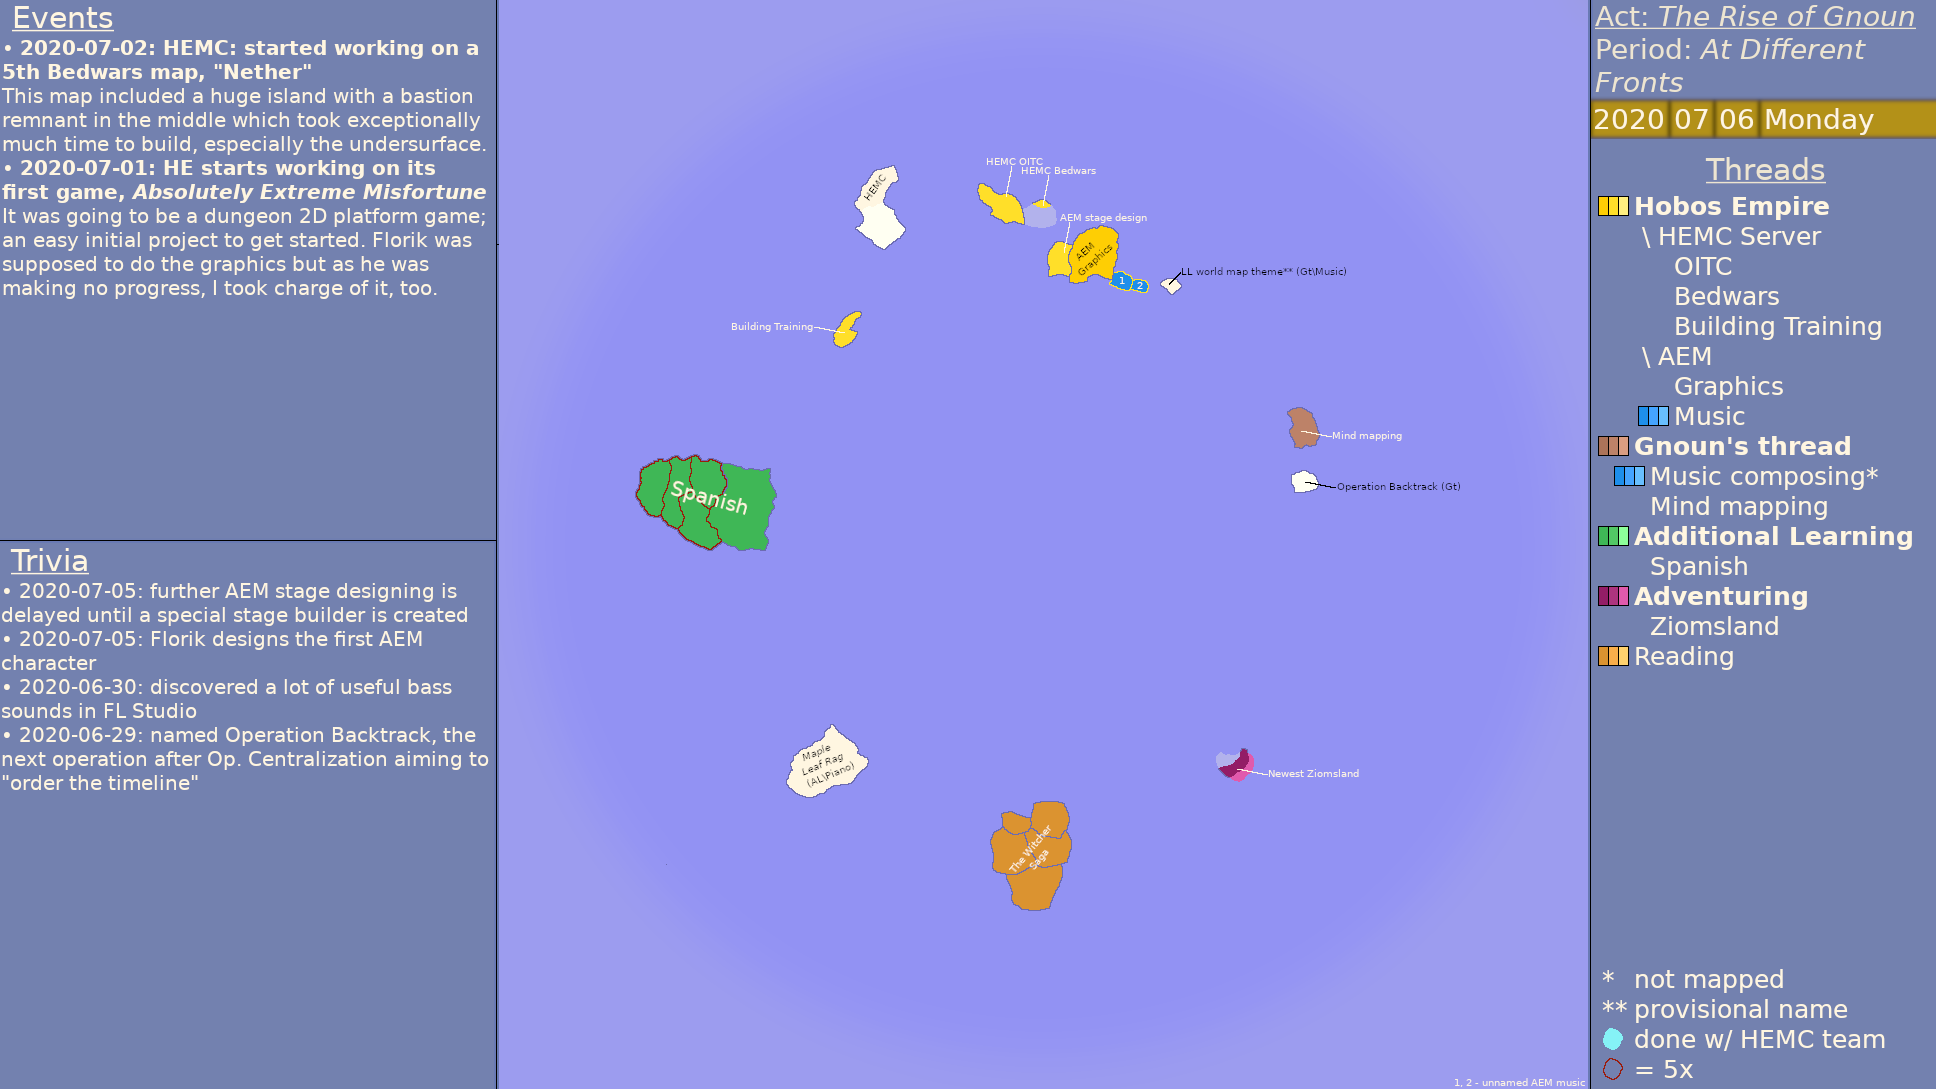 Events
• 2020-07-02: HEMC: started working on a
5th Bedwars map, "Nether"
This map included a huge island with a bastion
remnant in the middle which took exceptionally
much time to build, especially the undersurface.
• 2020-07-01: HE starts working on its
first game, Absolutely Extreme Misfortune
It was going to be a dungeon 2D platform game;
an easy initial project to get started. Florik was
supposed to do the graphics but as he was
making no progress, I took charge of it, too.
Trivia
• 2020-07-05: further AEM stage designing is
delayed until a special stage builder is created
• 2020-07-05: Florik designs the first AEM
character
• 2020-06-30: discovered a lot of useful bass
sounds in FL Studio
• 2020-06-29: named Operation Backtrack, the
next operation after Op. Centralization aiming to
"order the timeline"
HEMC
HEMC OITC
HEMC Bedwars
AEM stage design
AEM
Graphics
1
2
LL world map theme** (Gt\Music)
Building Training
Mind mapping
Operation Backtrack (Gt)
Spanish
Maple
Leaf Rag
(AL\Piano)
Newest Ziomsland
The Witcher
Saga
1, 2 - unnamed AEM music
Act: The Rise of Gnoun
Period: At Different
Fronts
2020 07 06 Monday
Threads
Hobos Empire
\ HEMC Server
OITC
Bedwars
Building Training
\ AEM
Graphics
Music
Gnoun's thread
Music composing*
Mind mapping
Additional Learning
Spanish
Adventuring
Ziomsland
Reading
* not mapped
** provisional name
done w/ HEMC team
= 5x